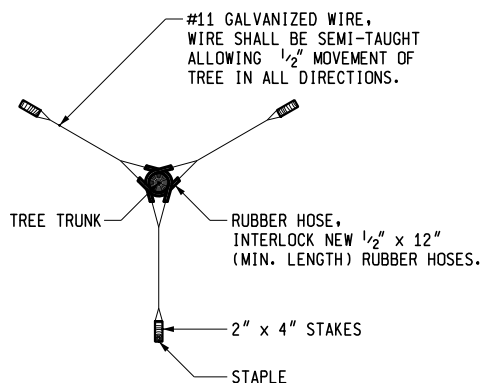 #11 GALVANIZED WIRE,
WIRE SHALL BE SEMI-TAUGHT
ALLOWING 1/2" MOVEMENT OF
TREE IN ALL DIRECTIONS.
TREE TRUNK
RUBBER HOSE,
INTERLOCK NEW 1/2" x 12"
(MIN. LENGTH) RUBBER HOSES.
2" x 4" STAKES
STAPLE